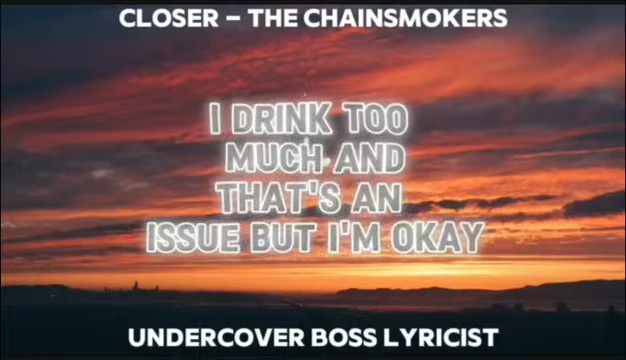 CLOSER – THE CHAINSMOKERS
I DRINK TOO
MUCH AND
THAT'S AN
ISSUE BUT I'M OKAY
UNDERCOVER BOSS LYRICIST